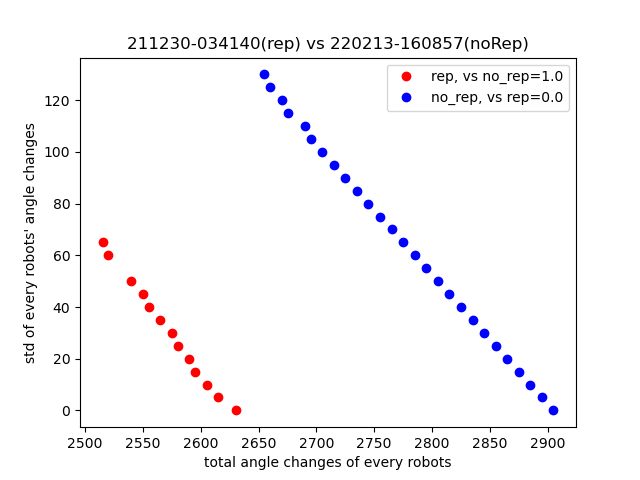 211230-034140(rep) vs 220213-160857(noRep)
rep, vs no_rep=1.0
no_rep, vs rep=0.0
std of every robots' angle changes
120
100
80
60
40
20
0
2500 2550 2600 2650 2700 2750 2800 2850 2900
total angle changes of every robots